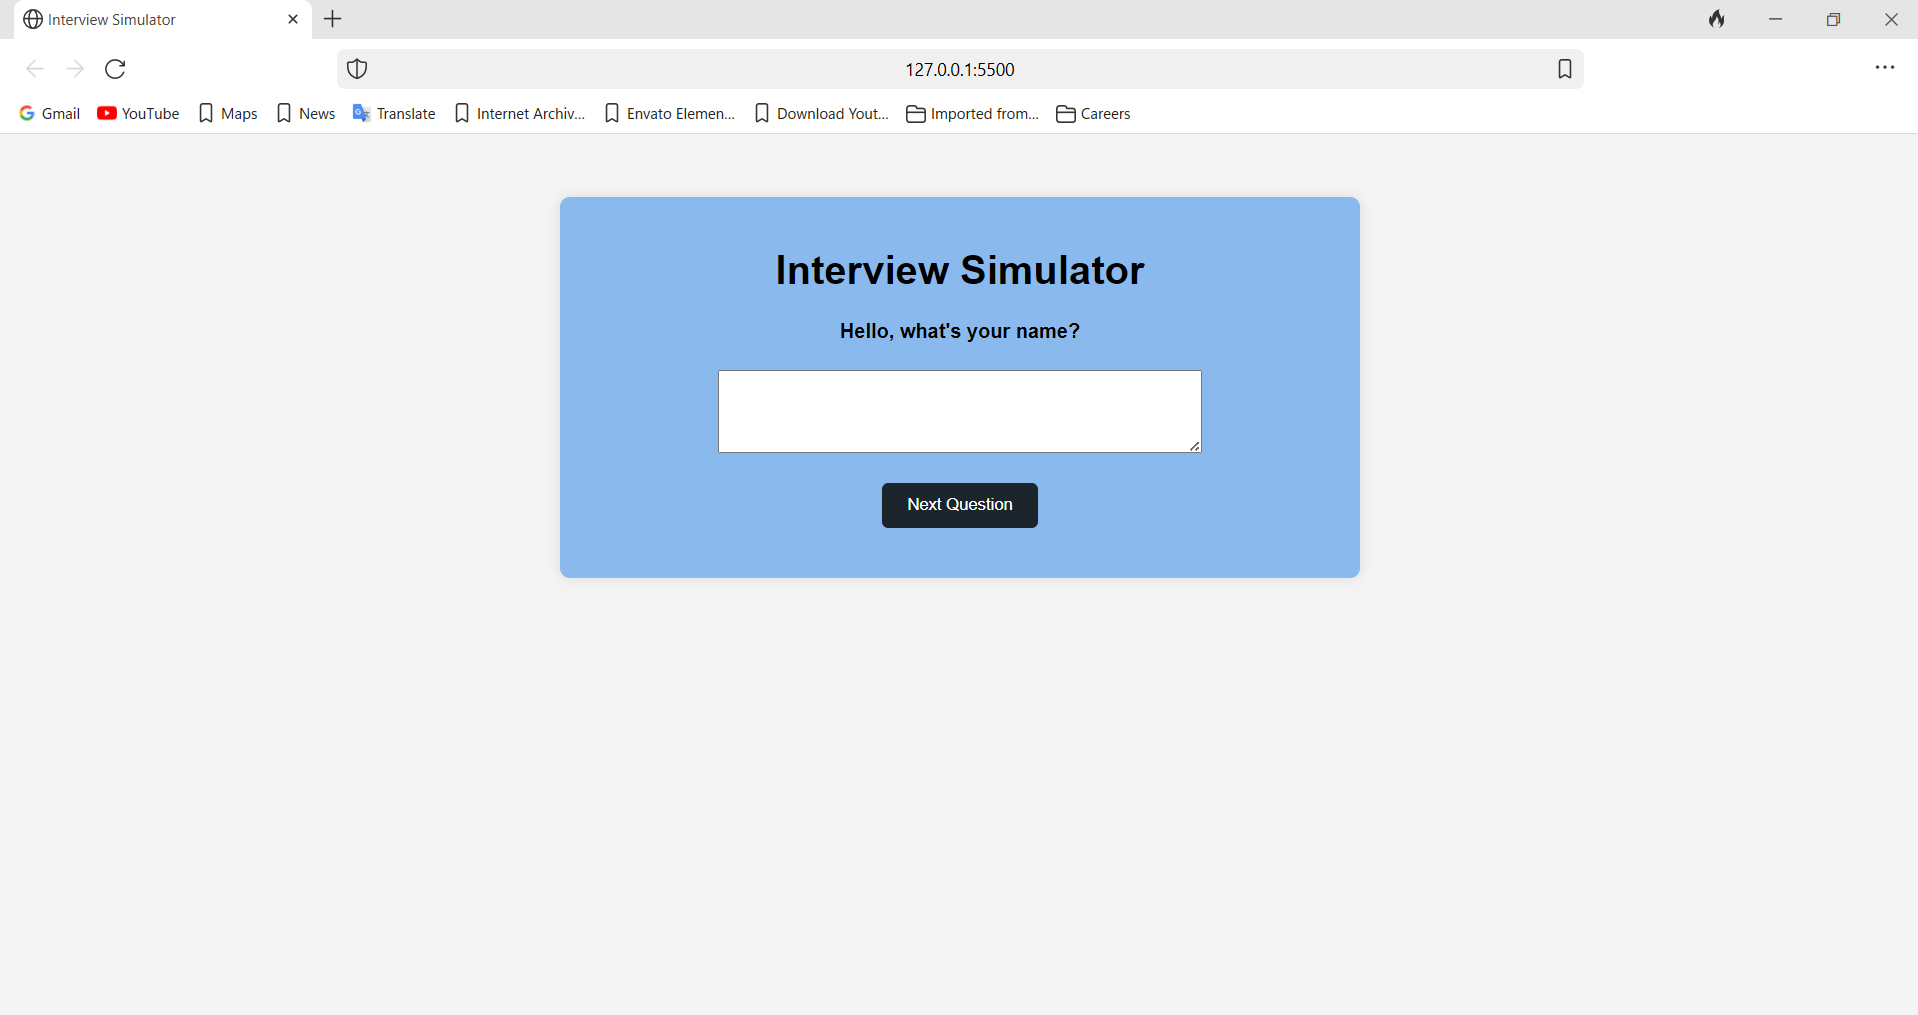 Interview Simulator
127.0.0.1:5500
Gmail YouTube Maps News Translate Internet Archiv... Envato Elemen... Download Yout... Imported from... Careers
Interview Simulator
Hello, what's your name?
Next Question